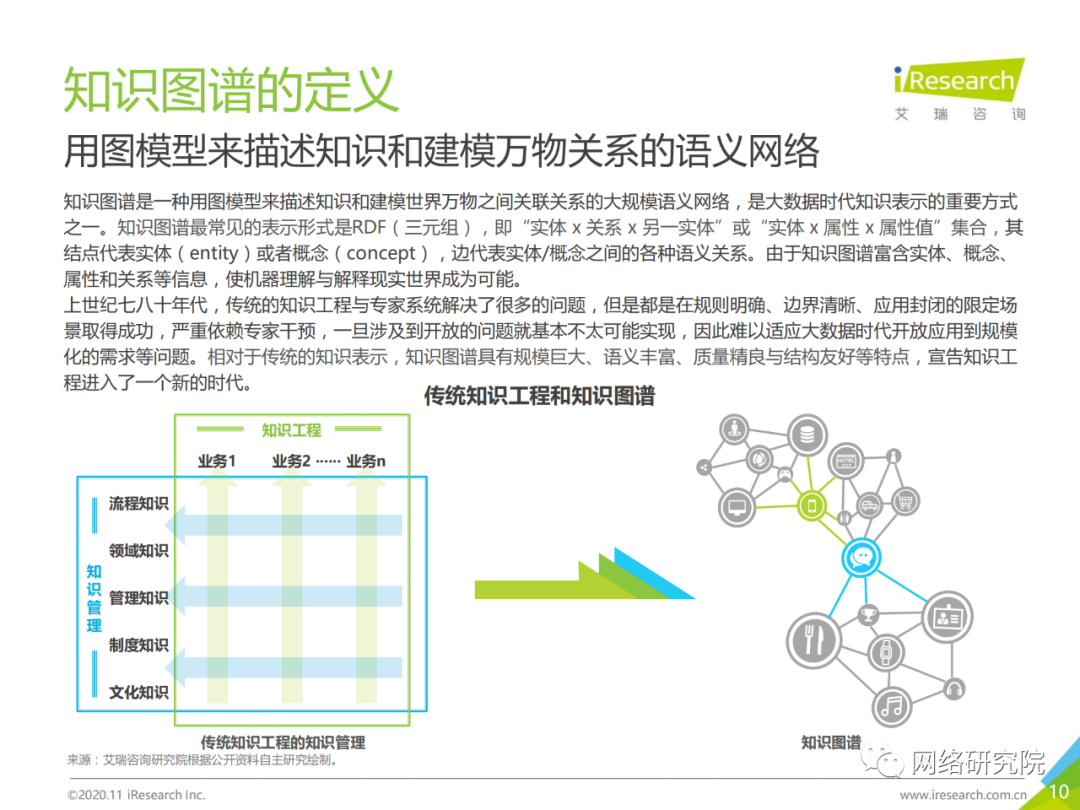 知识图谱的定义
iResearch
艾瑞咨询
用图模型来描述知识和建模万物关系的语义网络
知识图谱是一种用图模型来描述知识和建模世界万物之间关联关系的大规模语义网络，是大数据时代知识表示的重要方式
之一。知识图谱最常见的表示形式是RDF（三元组），即“实体 x 关系 x 另一实体”或“实体 x 属性 x 属性值”集合，其
结点代表实体（entity）或者概念（concept），边代表实体/概念之间的各种语义关系。由于知识图谱富含实体、概念、
属性和关系等信息，使机器理解与解释现实世界成为可能。
上世纪七八十年代，传统的知识工程与专家系统解决了很多的问题，但是都是在规则明确、边界清晰、应用封闭的限定场
景取得成功，严重依赖专家干预，一旦涉及到开放的问题就基本不太可能实现，因此难以适应大数据时代开放应用到规模
化的需求等问题。相对于传统的知识表示，知识图谱具有规模巨大、语义丰富、质量精良与结构友好等特点，宣告知识工
程进入了一个新的时代。
传统知识工程和知识图谱
知识工程
业务1 业务2 ······ 业务n
知识管理
流程知识
领域知识
管理知识
制度知识
文化知识
HOTEL
传统知识工程的知识管理
知识图谱
来源：艾瑞咨询研究院根据公开资料自主研究绘制。
网络研究院
©2020.11 iResearch Inc.
www.iresearch.com.cn
10